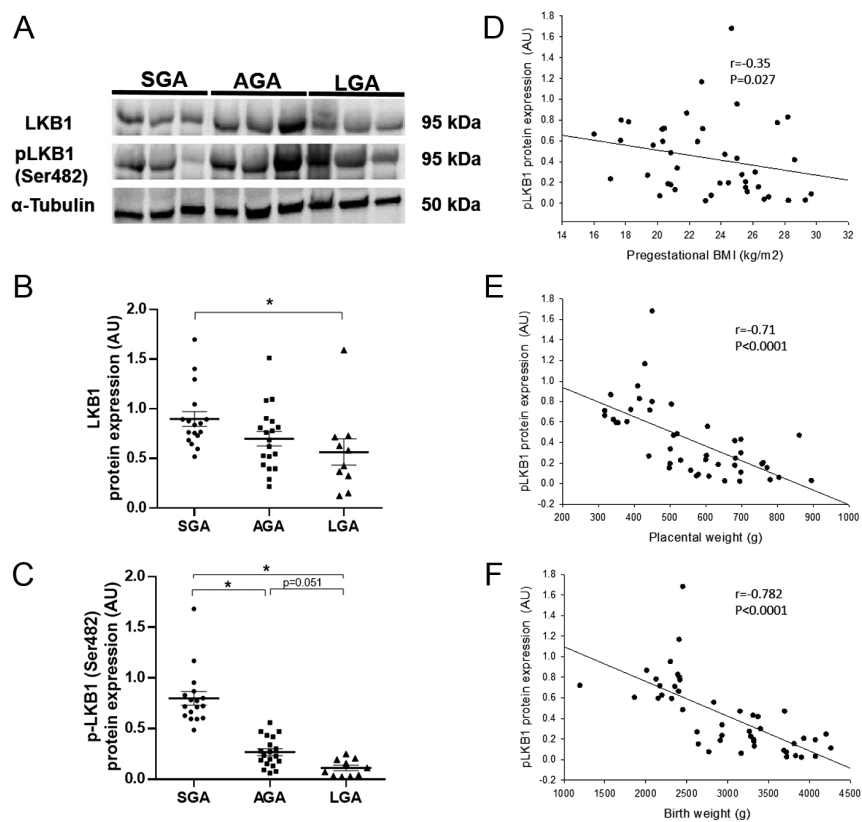 A
SGA AGA LGA
LKB1 95 kDa
pLKB1 95 kDa
(Ser482)
α-Tubulin 50 kDa
B
LKB1
protein expression (AU)
2.0
1.5
1.0
0.5
0.0
*
SGA AGA LGA
C
p-LKB1 (Ser482)
protein expression (AU)
2.0
1.5
1.0
0.5
0.0
*
* p=0.051
SGA AGA LGA
D
pLKB1 protein expression (AU)
1.8
1.6
1.4
1.2
1.0
0.8
0.6
0.4
0.2
0.0
r=-0.35
P=0.027
14 16 18 20 22 24 26 28 30 32
Pregestational BMI (kg/m2)
E
pLKB1 protein expression (AU)
1.8
1.6
1.4
1.2
1.0
0.8
0.6
0.4
0.2
0.0
-0.2
r=-0.71
P<0.0001
200 300 400 500 600 700 800 900 1000
Placental weight (g)
F
pLKB1 protein expression (AU)
1.8
1.6
1.4
1.2
1.0
0.8
0.6
0.4
0.2
0.0
-0.2
r=-0.782
P<0.0001
1000 1500 2000 2500 3000 3500 4000 4500
Birth weight (g)